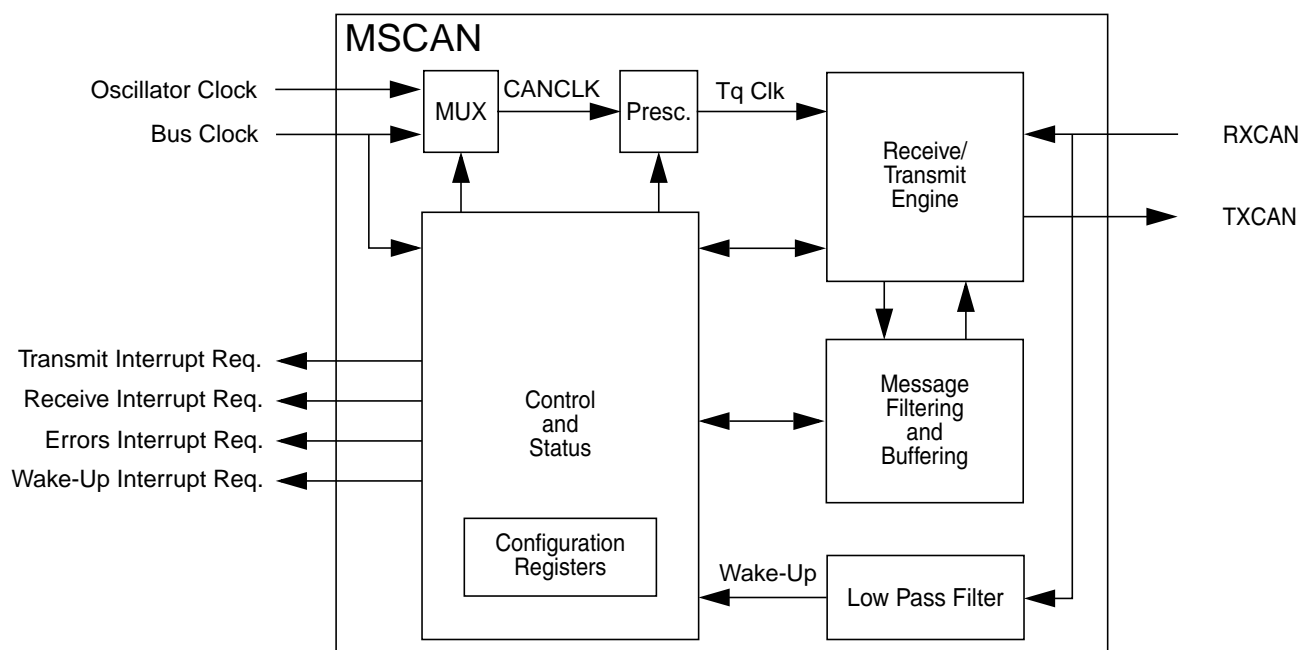 MSCAN
Oscillator Clock
MUX
CANCLK
Presc.
Tq Clk
Bus Clock
Receive/
Transmit
Engine
RXCAN
TXCAN
Transmit Interrupt Req.
Receive Interrupt Req.
Errors Interrupt Req.
Wake-Up Interrupt Req.
Control
and
Status
Message
Filtering
and
Buffering
Configuration
Registers
Wake-Up
Low Pass Filter